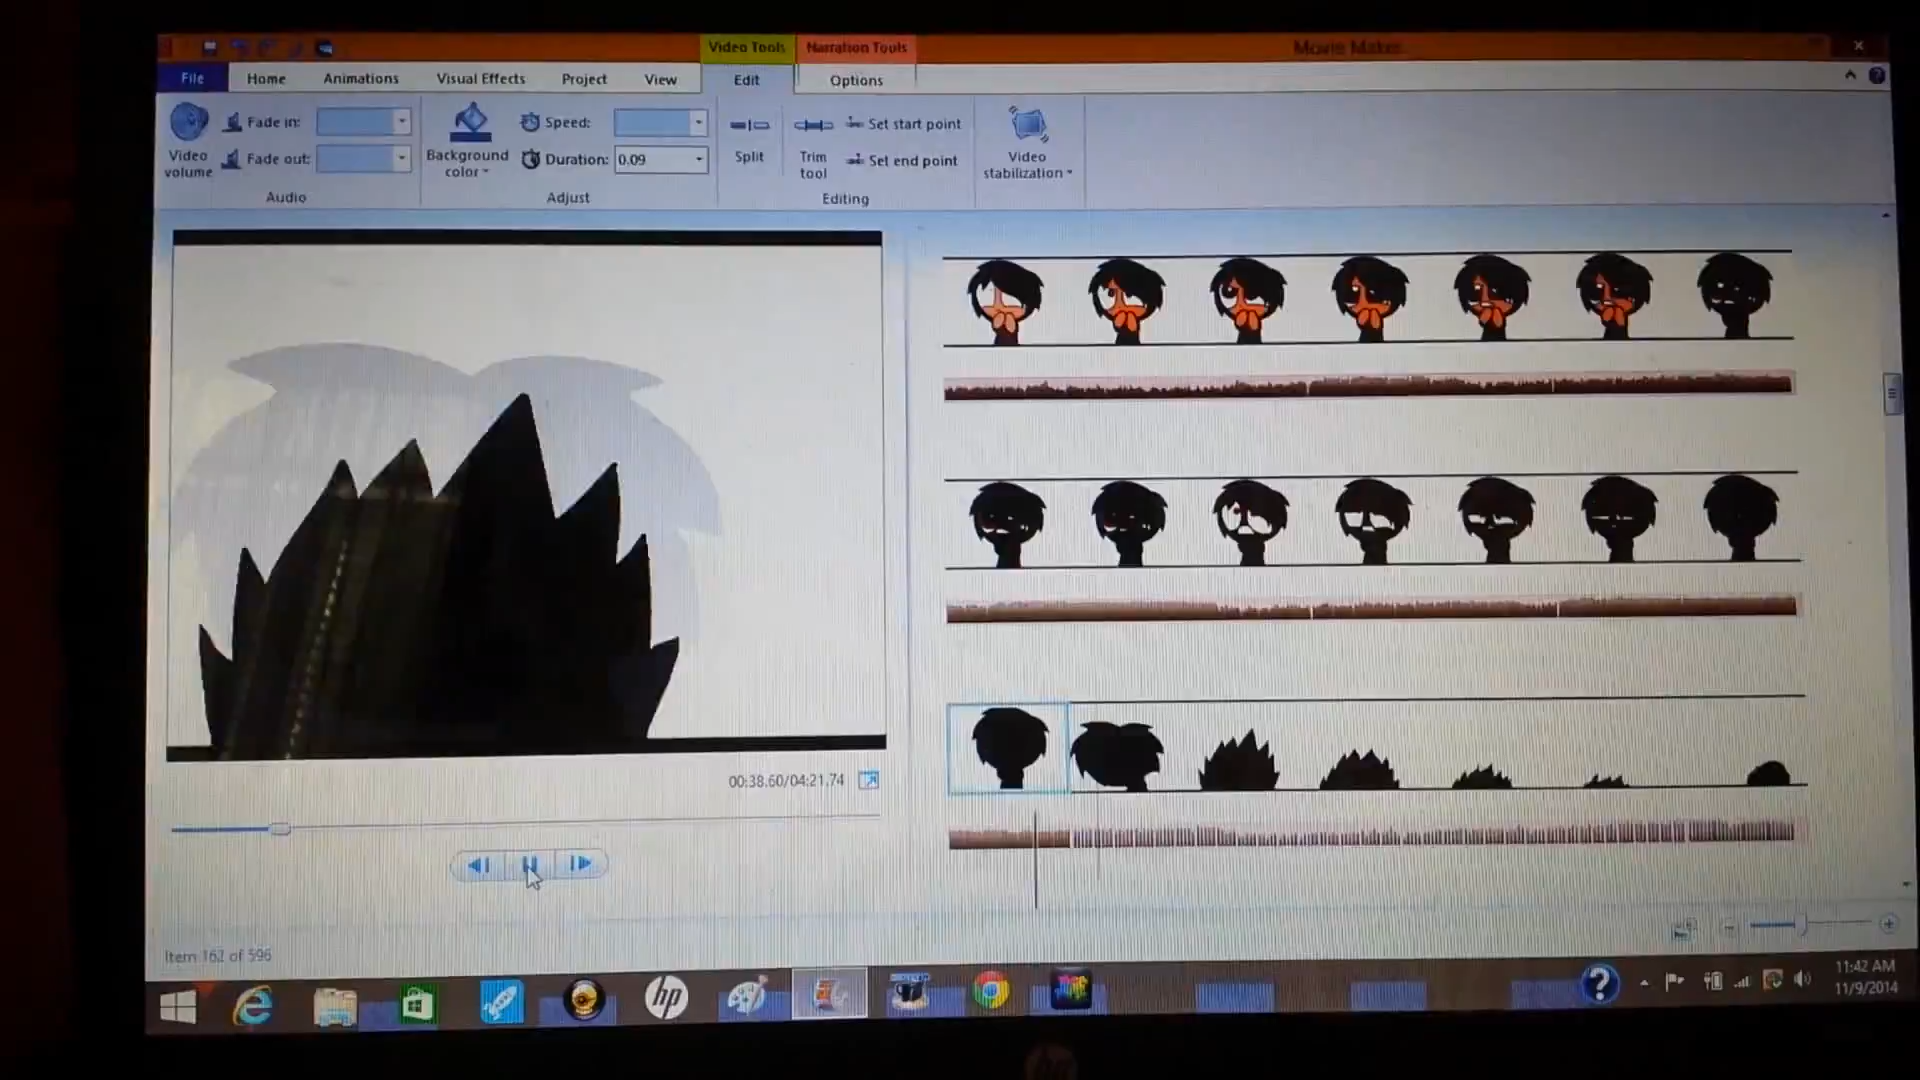 Video Tools Narration Tools Movie Maker
File Home Animations Visual Effects Project View Edit Options
Fade in: Speed: Set start point
Video volume Fade out: Background color Duration: 0.09 Split Trim tool Set end point Video stabilization
Audio Adjust Editing
00:38.60/04:21.74
Item 162 of 596
hp
?
11:42 AM
11/9/2014
hp